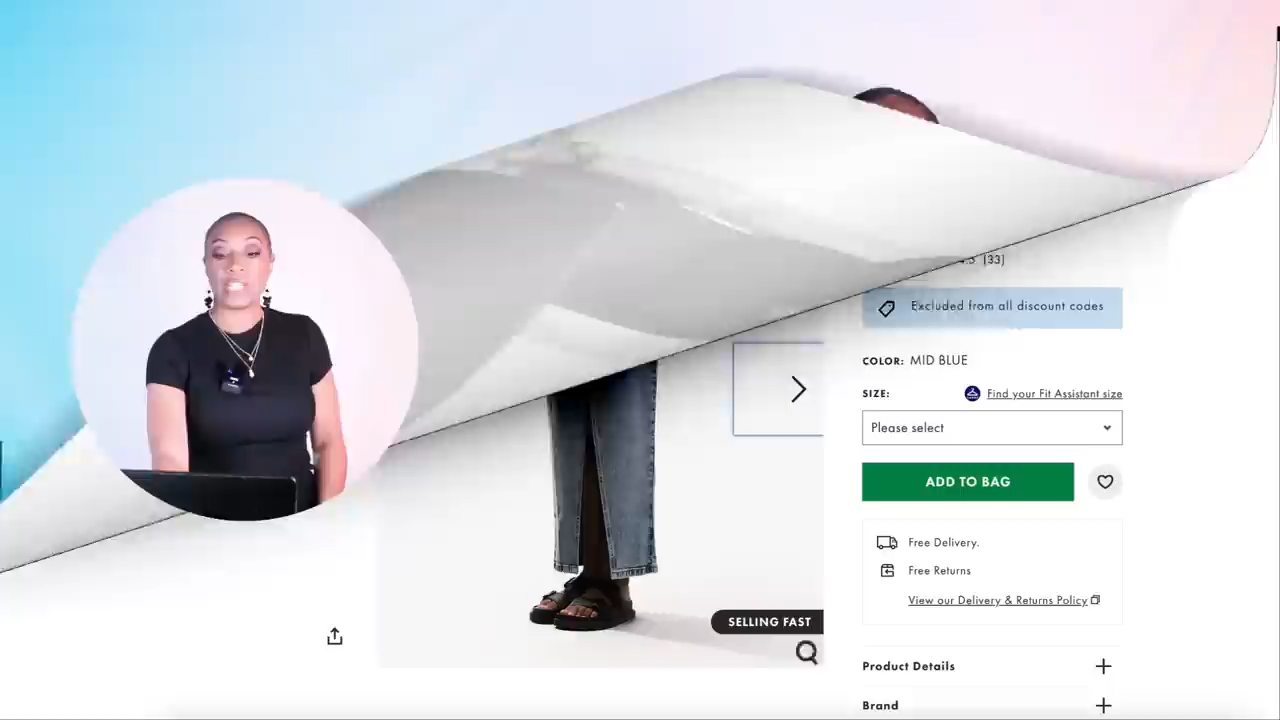 (33)
Excluded from all discount codes
COLOR: MID BLUE
SIZE:
Find your Fit Assistant size
Please select
ADD TO BAG
Free Delivery.
Free Returns
View our Delivery & Returns Policy
SELLING FAST
Product Details
Brand